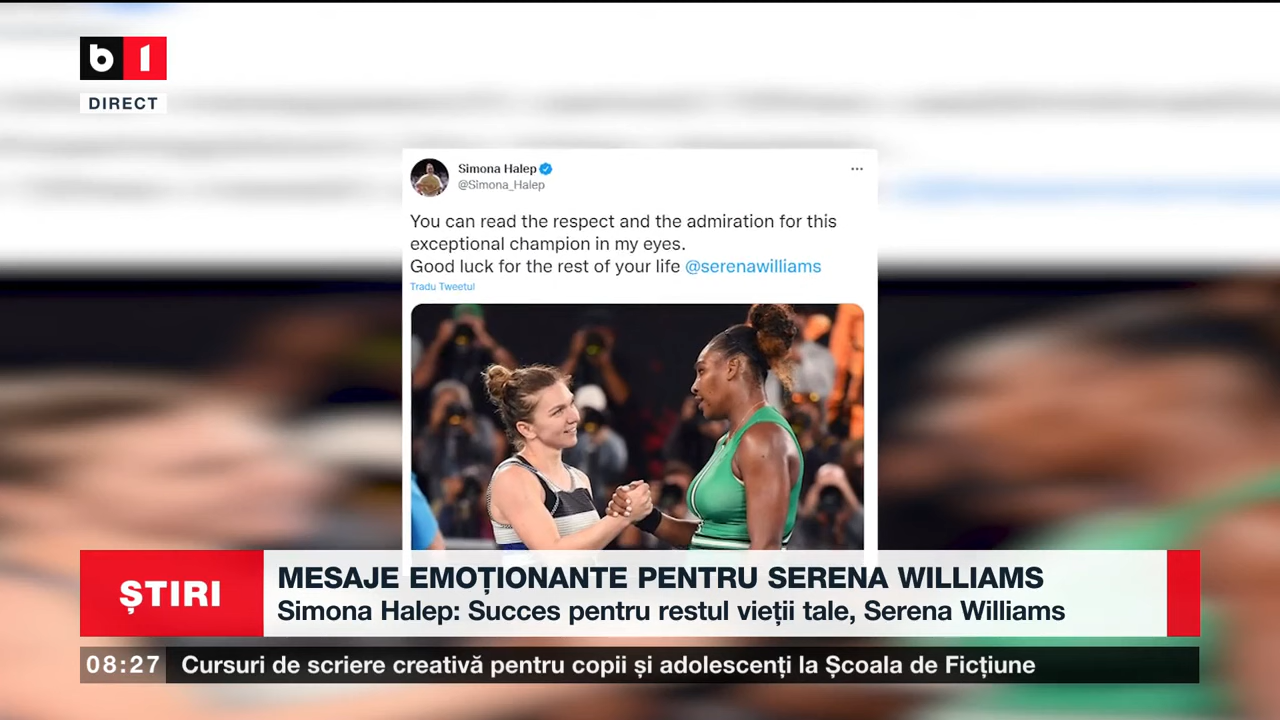 b 1
DIRECT
Simona Halep
@Simona_Halep
You can read the respect and the admiration for this
exceptional champion in my eyes.
Good luck for the rest of your life @serenawilliams
Tradu Tweetul
ȘTIRI
MESAJE EMOȚIONANTE PENTRU SERENA WILLIAMS
Simona Halep: Succes pentru restul vieții tale, Serena Williams
08:27 Cursuri de scriere creativă pentru copii și adolescenți la Școala de Ficțiune